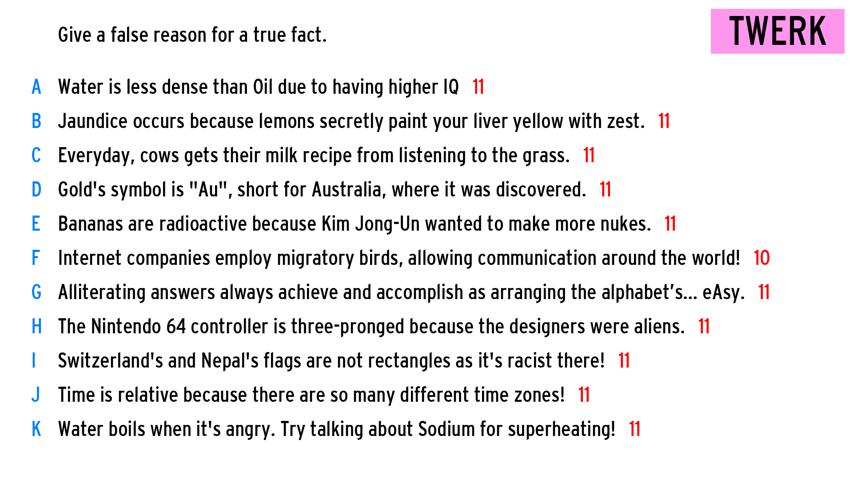 Give a false reason for a true fact.
TWERK
A Water is less dense than Oil due to having higher IQ 11
B Jaundice occurs because lemons secretly paint your liver yellow with zest. 11
C Everyday, cows gets their milk recipe from listening to the grass. 11
D Gold's symbol is "Au", short for Australia, where it was discovered. 11
E Bananas are radioactive because Kim Jong-Un wanted to make more nukes. 11
F Internet companies employ migratory birds, allowing communication around the world! 10
G Alliterating answers always achieve and accomplish as arranging the alphabet's... eAsy. 11
H The Nintendo 64 controller is three-pronged because the designers were aliens. 11
I Switzerland's and Nepal's flags are not rectangles as it's racist there! 11
J Time is relative because there are so many different time zones! 11
K Water boils when it's angry. Try talking about Sodium for superheating! 11